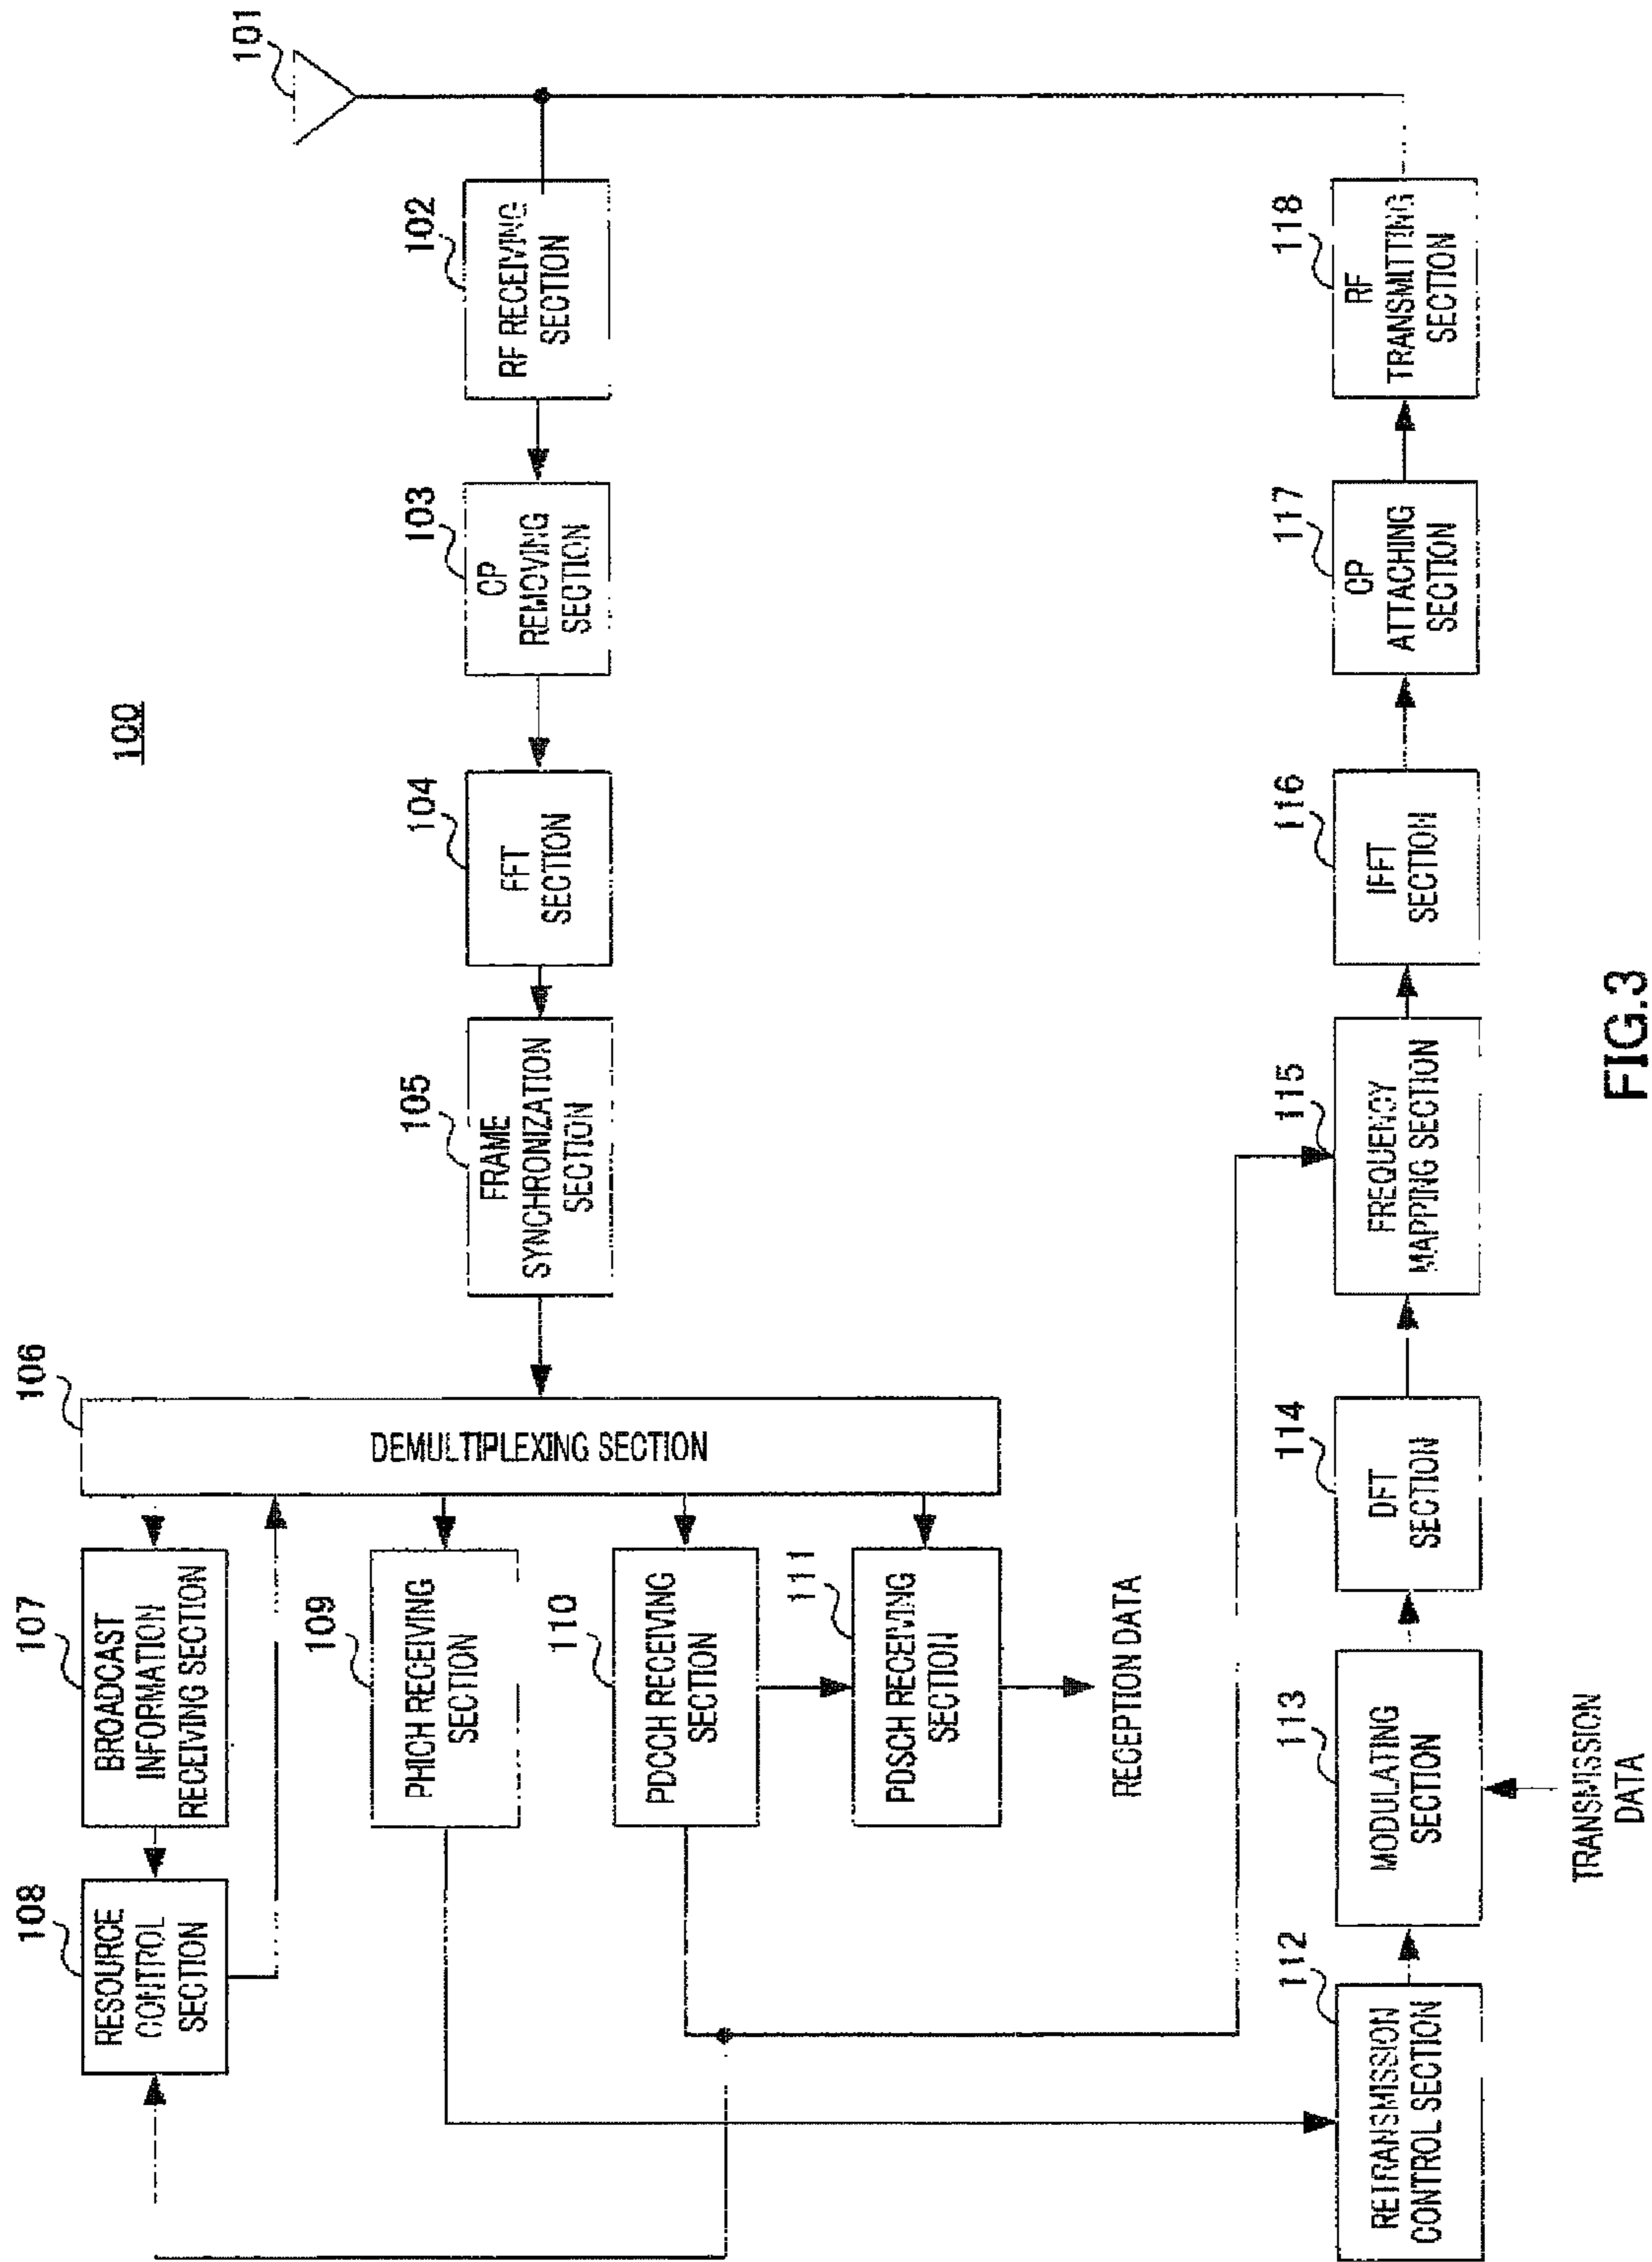 100
101
102
RF RECEIVING
SECTION
103
CP
REMOVING
SECTION
104
FFT
SECTION
105
FRAME
SYNCHRONIZATION
SECTION
106
DEMULTIPLEXING SECTION
107
BROADCAST
INFORMATION
RECEIVING SECTION
108
RESOURCE
CONTROL
SECTION
109
PHICH RECEIVING
SECTION
110
PDCCH RECEIVING
SECTION
111
PDSCH RECEIVING
SECTION
RECEPTION DATA
112
RETRANSMISSION
CONTROL SECTION
113
MODULATING
SECTION
TRANSMISSION
DATA
114
DFT
SECTION
115
FREQUENCY
MAPPING SECTION
116
IFFT
SECTION
117
CP
ATTACHING
SECTION
118
RF
TRANSMITTING
SECTION
FIG.3